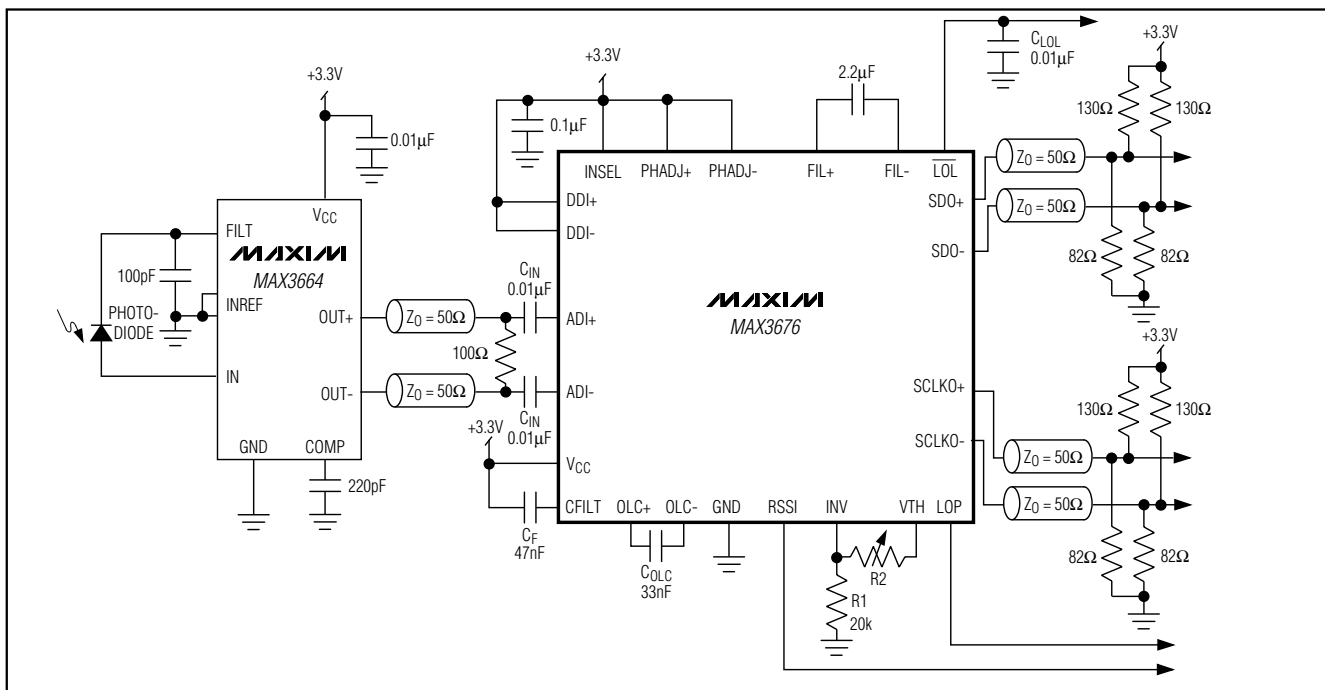 +3.3V
0.01μF
VCC
FILT
MAXIM
MAX3664
100pF
INREF
PHOTO-
DIODE
IN
OUT+
OUT-
GND
COMP
220pF
Z0 = 50Ω
Z0 = 50Ω
100Ω
CIN
0.01μF
CIN
0.01μF
+3.3V
0.1μF
2.2μF
CLOL
0.01μF
INSEL
PHADJ+
PHADJ-
FIL+
FIL-
LOL
DDI+
DDI-
ADI+
ADI-
+3.3V
VCC
CFILT
CF
47nF
MAXIM
MAX3676
SDO+
SDO-
SCLKO+
SCLKO-
OLC+
OLC-
GND
RSSI
INV
VTH
LOP
COLC
33nF
R2
R1
20k
+3.3V
130Ω
130Ω
Z0 = 50Ω
Z0 = 50Ω
82Ω
82Ω
+3.3V
130Ω
130Ω
Z0 = 50Ω
Z0 = 50Ω
82Ω
82Ω